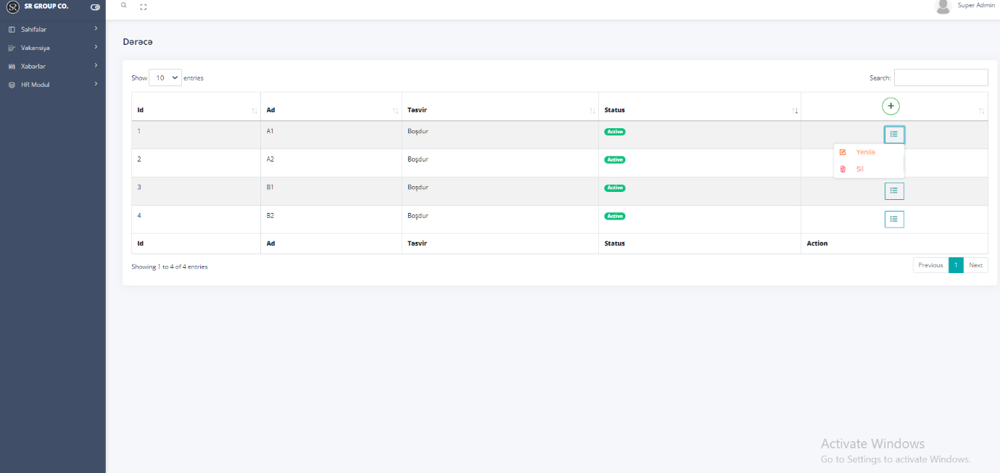 SR GROUP CO.
Super Admin
Səhifələr
Vakansiya
Xəbərlər
HR Modul
Dərəcə
Show 10 entries
Search:
Id Ad Təsvir Status
1 A1 Boşdur Active
Yenilə
Sil
2 A2 Boşdur Active
3 B1 Boşdur Active
4 B2 Boşdur Active
Id Ad Təsvir Status Action
Showing 1 to 4 of 4 entries
Previous 1 Next
Activate Windows
Go to Settings to activate Windows.